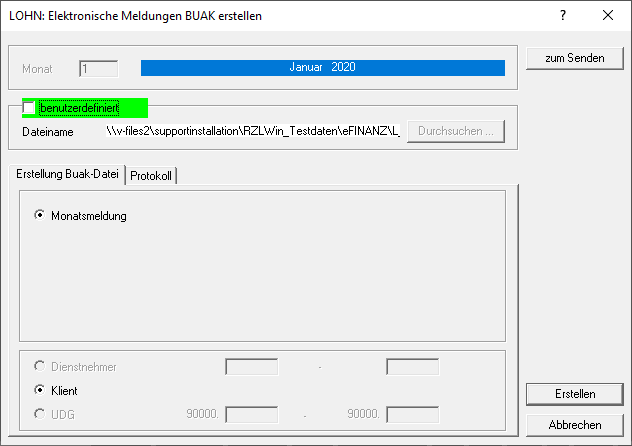 LOHN: Elektronische Meldungen BUAK erstellen
?
Monat 1 Januar 2020
zum Senden
benutzerdefiniert
Dateiname \\v-files2\supportinstallation\RZLWin_Testdaten\eFINANZ\L_ Durchsuchen ...
Erstellung Buak-Datei Protokoll
Monatsmeldung
Dienstnehmer -
Klient
UDG 90000. - 90000.
Erstellen
Abbrechen